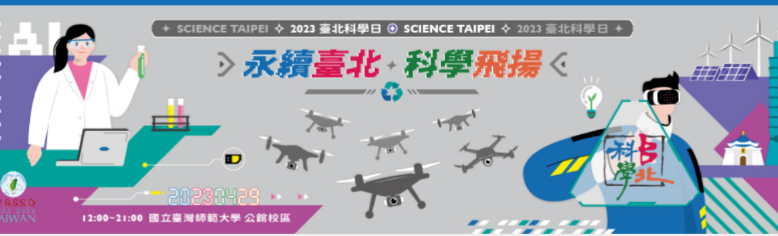 AI
SCIENCE TAIPEI 2023 臺北科學日 SCIENCE TAIPEI 2023 臺北科學日
永續臺北 科學飛揚
科學 北
20230429
12:00~21:00 國立臺灣師範大學 公館校區
TAIWAN